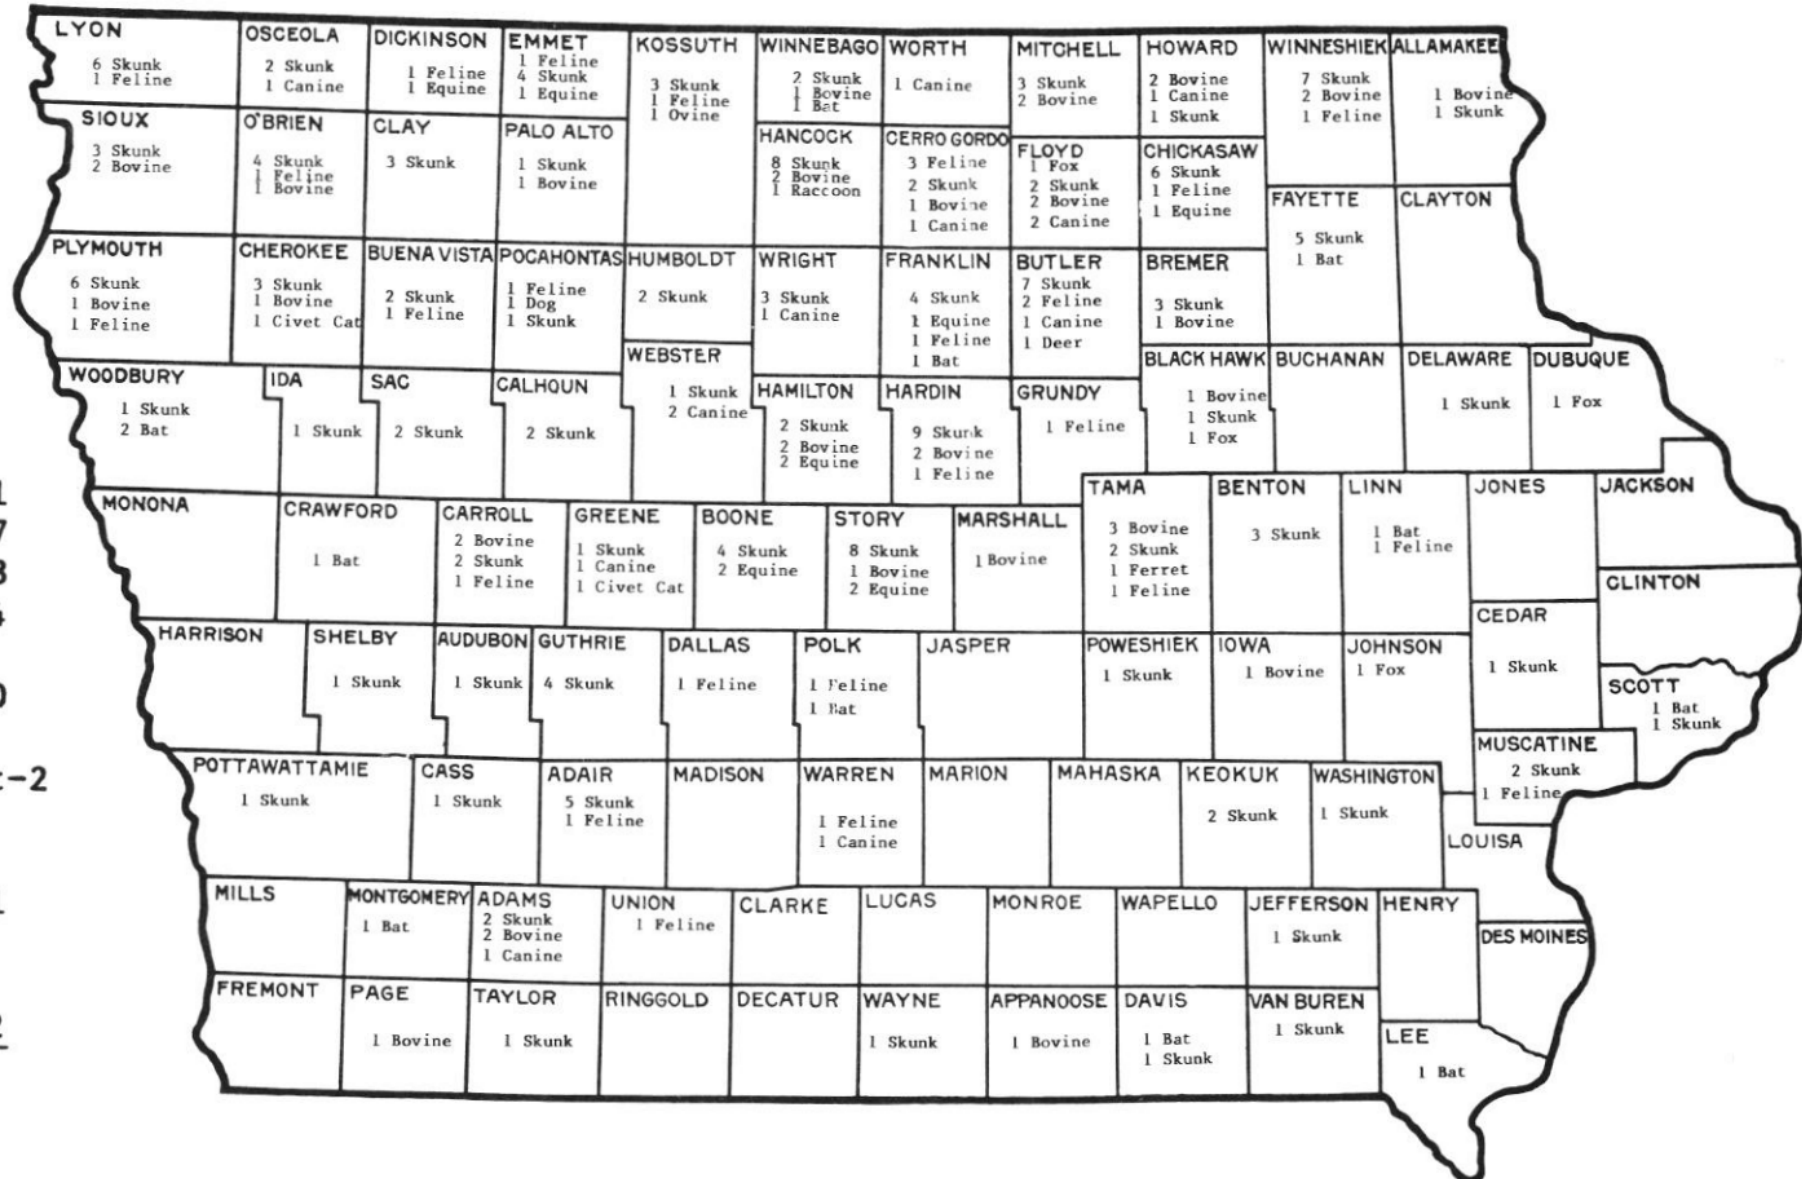 LYON
6 Skunk
1 Feline
OSCEOLA
2 Skunk
1 Canine
DICKINSON
1 Feline
1 Equine
EMMET
1 Feline
4 Skunk
1 Equine
KOSSUTH
3 Skunk
1 Feline
1 Ovine
WINNEBAGO
2 Skunk
1 Bovine
1 Bat
WORTH
1 Canine
MITCHELL
3 Skunk
2 Bovine
HOWARD
2 Bovine
1 Canine
1 Skunk
WINNESHIEK
7 Skunk
2 Bovine
1 Feline
ALLAMAKEE
1 Bovine
1 Skunk
SIOUX
3 Skunk
2 Bovine
O'BRIEN
4 Skunk
1 Feline
1 Bovine
CLAY
3 Skunk
PALO ALTO
1 Skunk
1 Bovine
HANCOCK
8 Skunk
2 Bovine
1 Raccoon
CERRO GORDO
3 Feline
2 Skunk
1 Bovine
1 Canine
FLOYD
1 Fox
2 Skunk
2 Bovine
2 Canine
CHICKASAW
6 Skunk
1 Feline
1 Equine
FAYETTE
5 Skunk
1 Bat
CLAYTON
PLYMOUTH
6 Skunk
1 Bovine
1 Feline
CHEROKEE
3 Skunk
1 Bovine
1 Civet Cat
BUENA VISTA
2 Skunk
1 Feline
POCAHONTAS
1 Feline
1 Dog
1 Skunk
HUMBOLDT
2 Skunk
WRIGHT
3 Skunk
1 Canine
FRANKLIN
4 Skunk
1 Equine
1 Feline
1 Bat
BUTLER
7 Skunk
2 Feline
1 Canine
1 Deer
BREMER
3 Skunk
1 Bovine
WOODBURY
1 Skunk
2 Bat
IDA
1 Skunk
SAC
2 Skunk
CALHOUN
2 Skunk
WEBSTER
1 Skunk
2 Canine
HAMILTON
2 Skunk
2 Bovine
2 Equine
HARDIN
9 Skunk
2 Bovine
1 Feline
GRUNDY
1 Feline
BLACK HAWK
1 Bovine
1 Skunk
1 Fox
BUCHANAN
DELAWARE
1 Skunk
DUBUQUE
1 Fox
MONONA
CRAWFORD
1 Bat
CARROLL
2 Bovine
2 Skunk
1 Feline
GREENE
1 Skunk
1 Canine
1 Civet Cat
BOONE
4 Skunk
2 Equine
STORY
8 Skunk
1 Bovine
2 Equine
MARSHALL
1 Bovine
TAMA
3 Bovine
2 Skunk
1 Ferret
1 Feline
BENTON
3 Skunk
LINN
1 Bat
1 Feline
JONES
JACKSON
CLINTON
CEDAR
1 Skunk
HARRISON
SHELBY
1 Skunk
AUDUBON
1 Skunk
GUTHRIE
4 Skunk
DALLAS
1 Feline
POLK
1 Feline
1 Bat
JASPER
POWESHIEK
1 Skunk
IOWA
1 Bovine
JOHNSON
1 Fox
SCOTT
1 Bat
1 Skunk
MUSCATINE
2 Skunk
1 Feline
-2
POTTAWATTAMIE
1 Skunk
CASS
1 Skunk
ADAIR
5 Skunk
1 Feline
MADISON
WARREN
1 Feline
1 Canine
MARION
MAHASKA
KEOKUK
2 Skunk
WASHINGTON
1 Skunk
LOUISA
MILLS
MONTGOMERY
1 Bat
ADAMS
2 Skunk
2 Bovine
1 Canine
UNION
1 Feline
CLARKE
LUCAS
MONROE
WAPELLO
JEFFERSON
1 Skunk
HENRY
DES MOINES
FREMONT
PAGE
1 Bovine
TAYLOR
1 Skunk
RINGGOLD
DECATUR
WAYNE
1 Skunk
APPANOOSE
1 Bovine
DAVIS
1 Bat
1 Skunk
VAN BUREN
1 Skunk
LEE
1 Bat